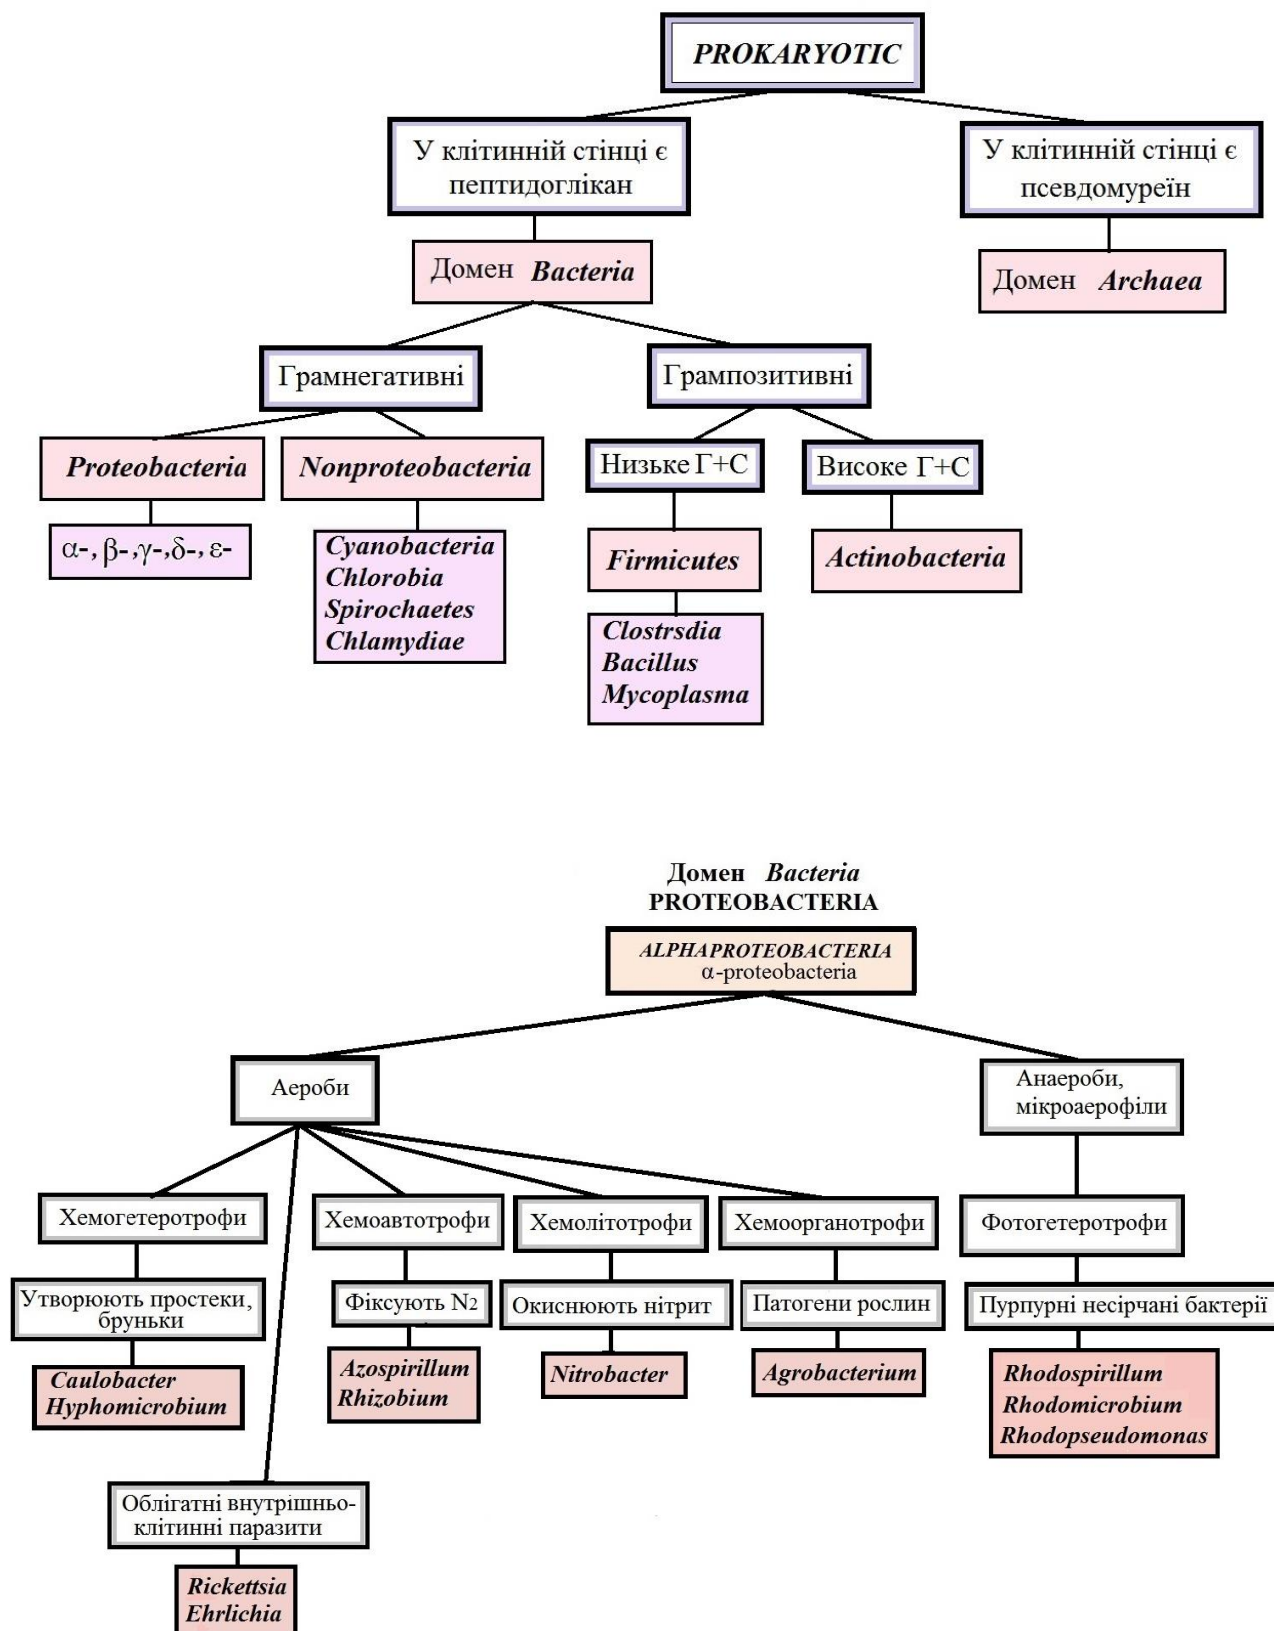 PROKARYOTIC
У клітинній стінці є
пептидоглікан
У клітинній стінці є
псевдомуреїн
Домен Bacteria
Домен Archaea
Грамнегативні
Грампозитивні
Proteobacteria
Nonproteobacteria
Низьке Г+С
Високе Г+С
α-, β-,γ-,δ-, ε-
Cyanobacteria
Chlorobia
Spirochaetes
Chlamydiae
Firmicutes
Actinobacteria
Clostrsdia
Bacillus
Mycoplasma
Домен Bacteria
PROTEOBACTERIA
ALPHAPROTEOBACTERIA
α-proteobacteria
Аероби
Анаероби,
мікроаерофіли
Хемогетеротрофи
Хемоавтотрофи
Хемолітотрофи
Хемоорганотрофи
Фотогетеротрофи
Утворюють простеки,
бруньки
Фіксують N2
Окиснюють нітрит
Патогени рослин
Пурпурні несірчані бактерії
Caulobacter
Hyphomicrobium
Azospirillum
Rhizobium
Nitrobacter
Agrobacterium
Rhodospirillum
Rhodomicrobium
Rhodopseudomonas
Облігатні внутрішньо-
клітинні паразити
Rickettsia
Ehrlichia